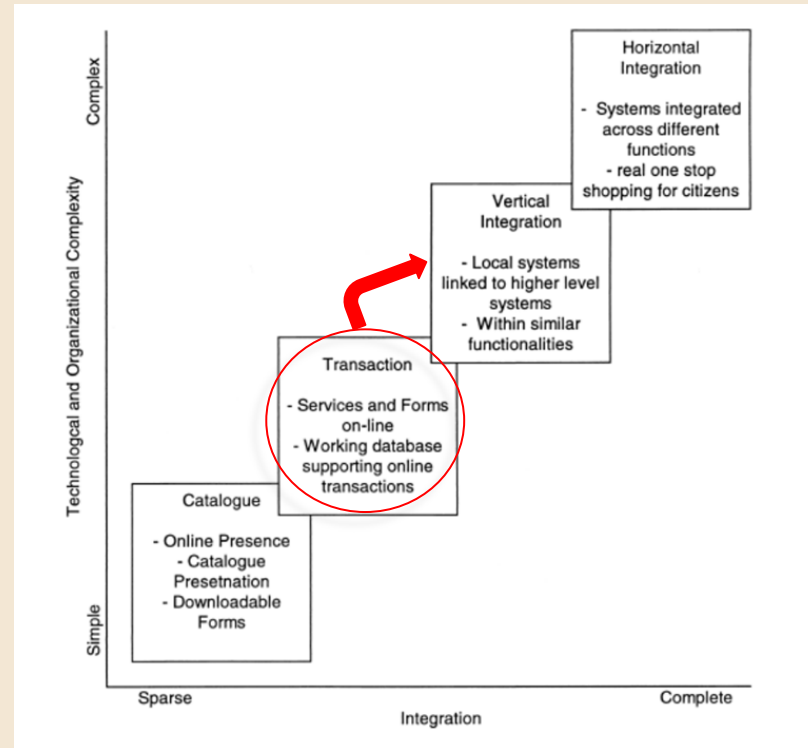 Complex
Technologcal and Organizational Complexity
Simple
Horizontal
Integration
- Systems integrated
across different
functions
- real one stop
shopping for citizens
Vertical
Integration
- Local systems
linked to higher level
systems
- Within similar
functionalities
Transaction
- Services and Forms
on-line
- Working database
supporting online
transactions
Catalogue
- Online Presence
- Catalogue
Presetnation
- Downloadable
Forms
Sparse
Complete
Integration